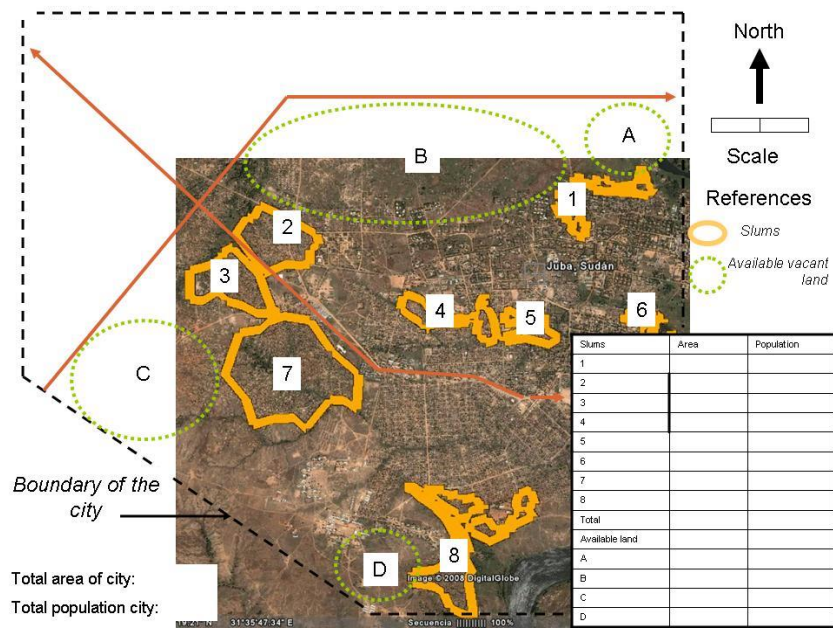 North
Scale
References
Slums
Available vacant
land
A
B
1
2
Juba, Sudán
3
4
5
6
C
7
Boundary of the
city
8
D
Image © 2008 DigitalGlobe
Total area of city:
Total population city:
31°35'47.34" E
Secuencia |||||||||| 100%
Slums Area Population
1
2
3
4
5
6
7
8
Total
Available land
A
B
C
D